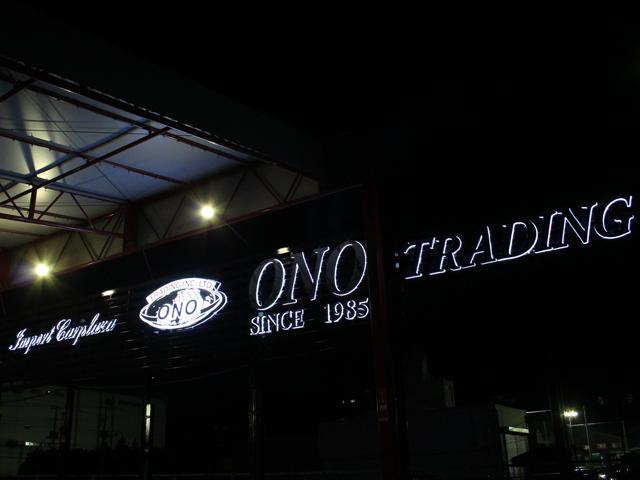 Import Carplaza
TRADING INC. LTD.
ONO
ONO TRADING
SINCE 1985